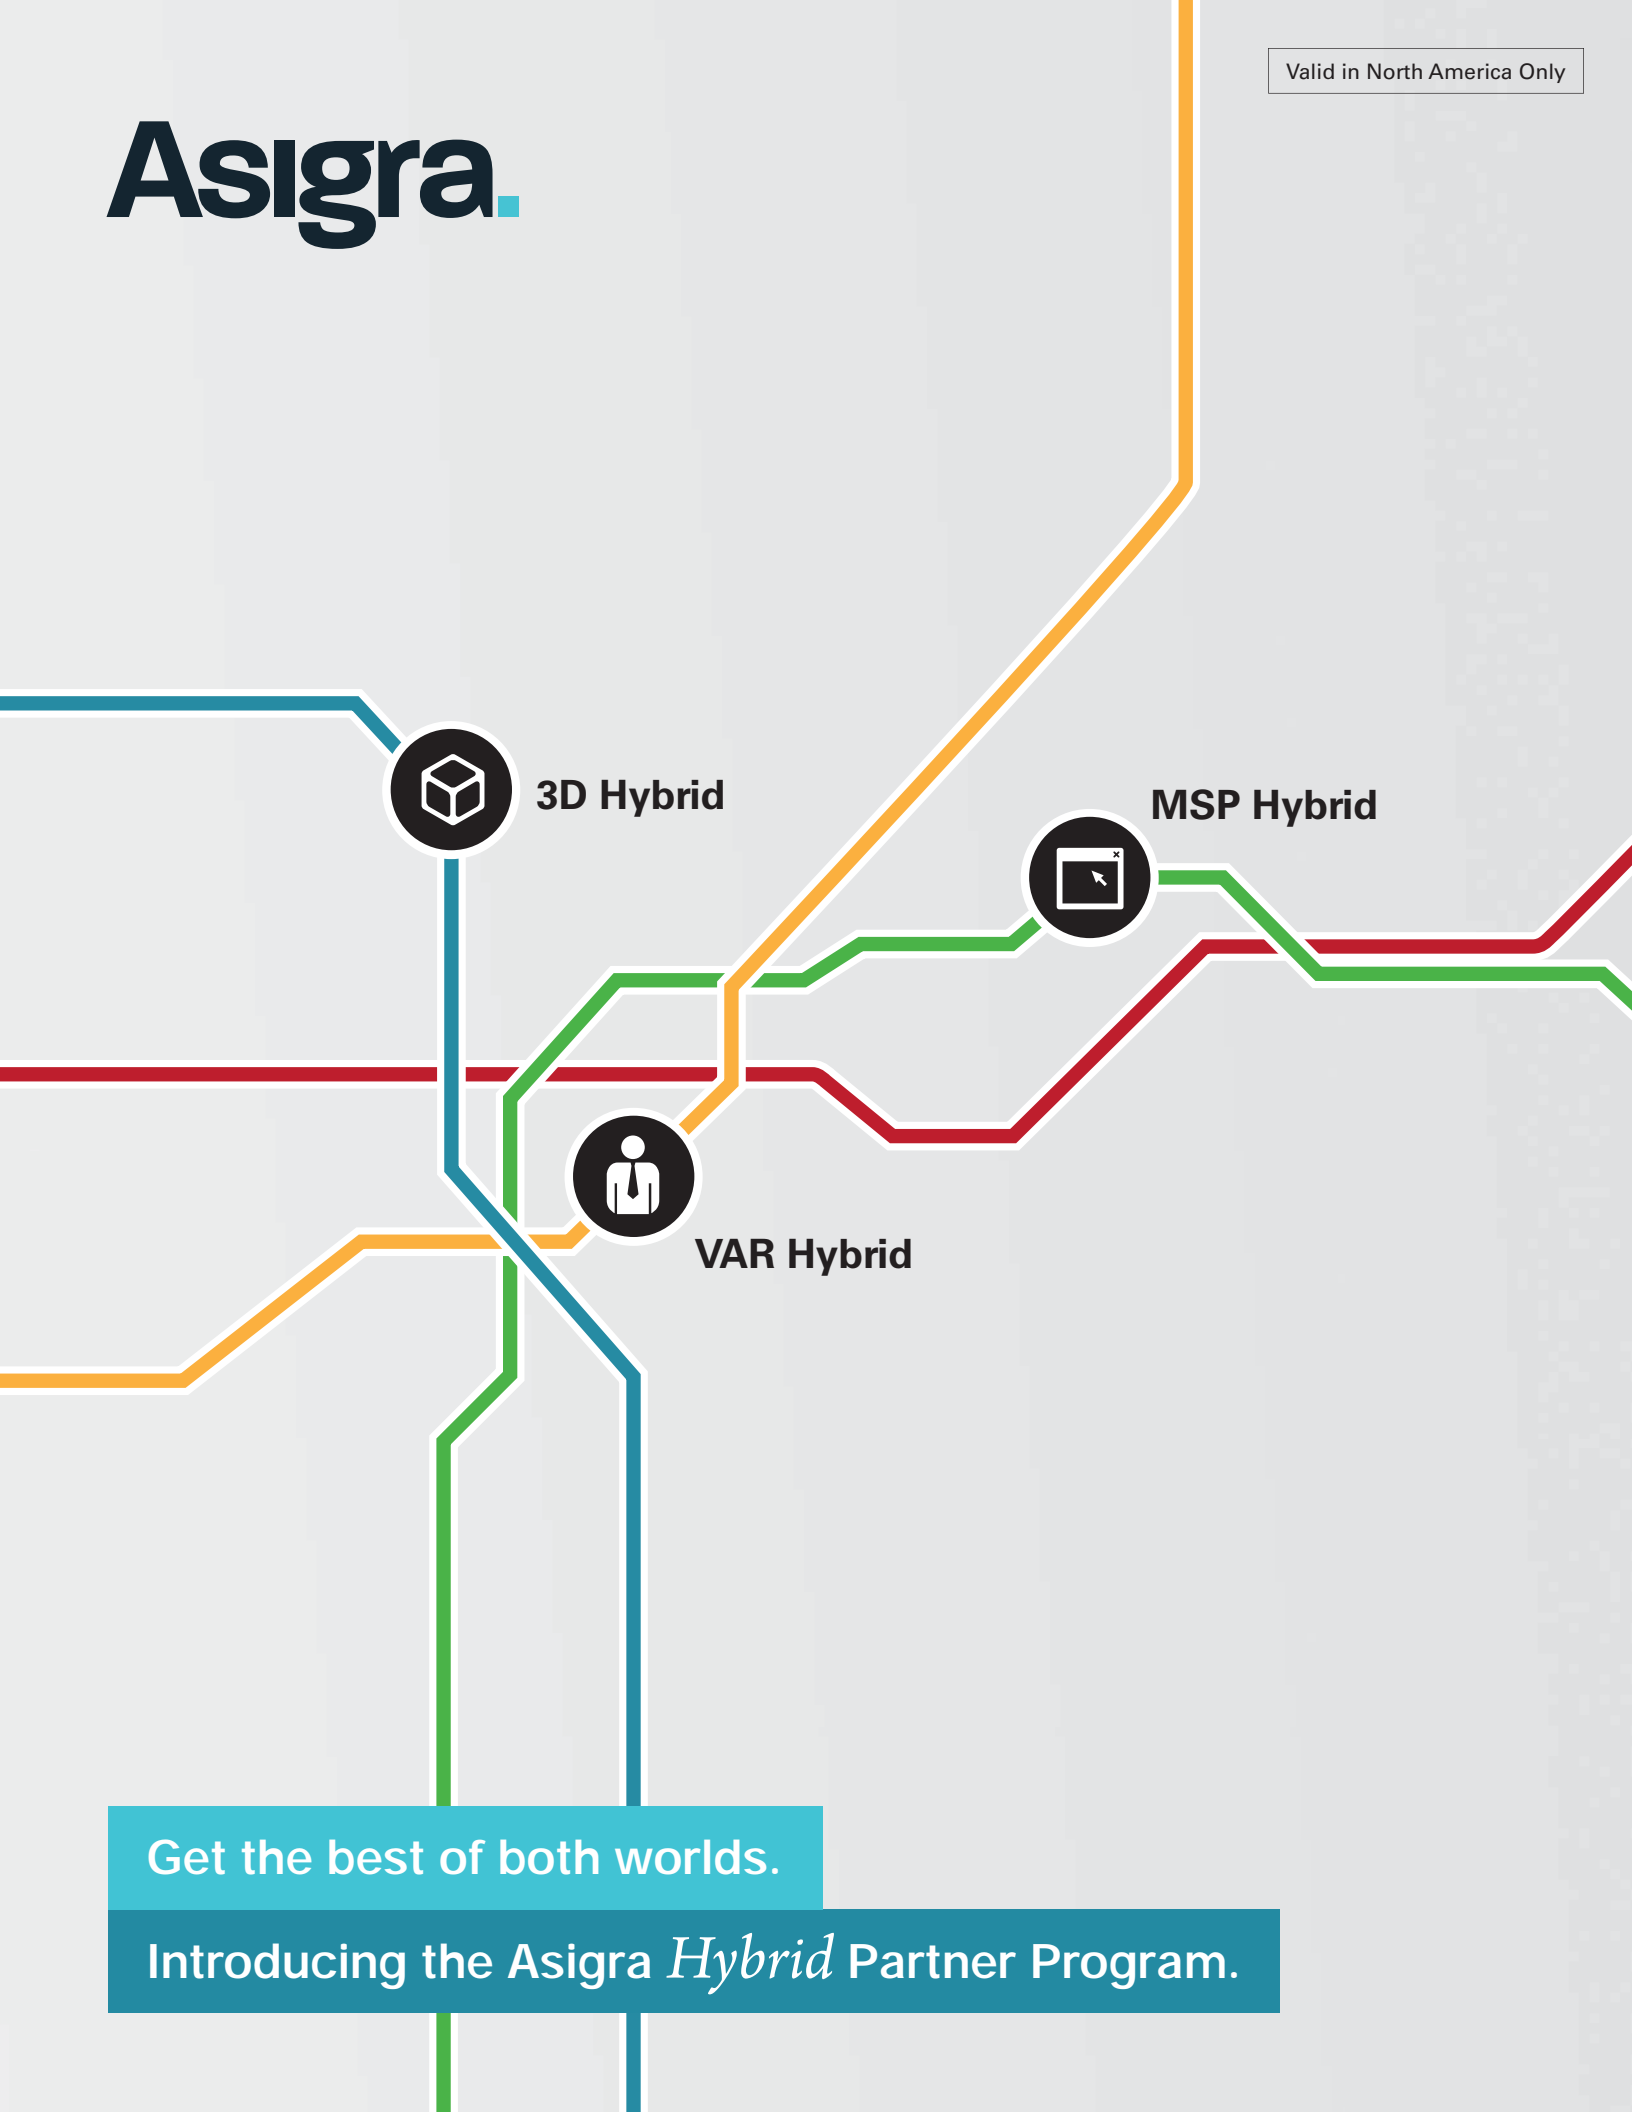 Valid in North America Only
Asigra.
3D Hybrid
MSP Hybrid
VAR Hybrid
Get the best of both worlds.
Introducing the Asigra Hybrid Partner Program.